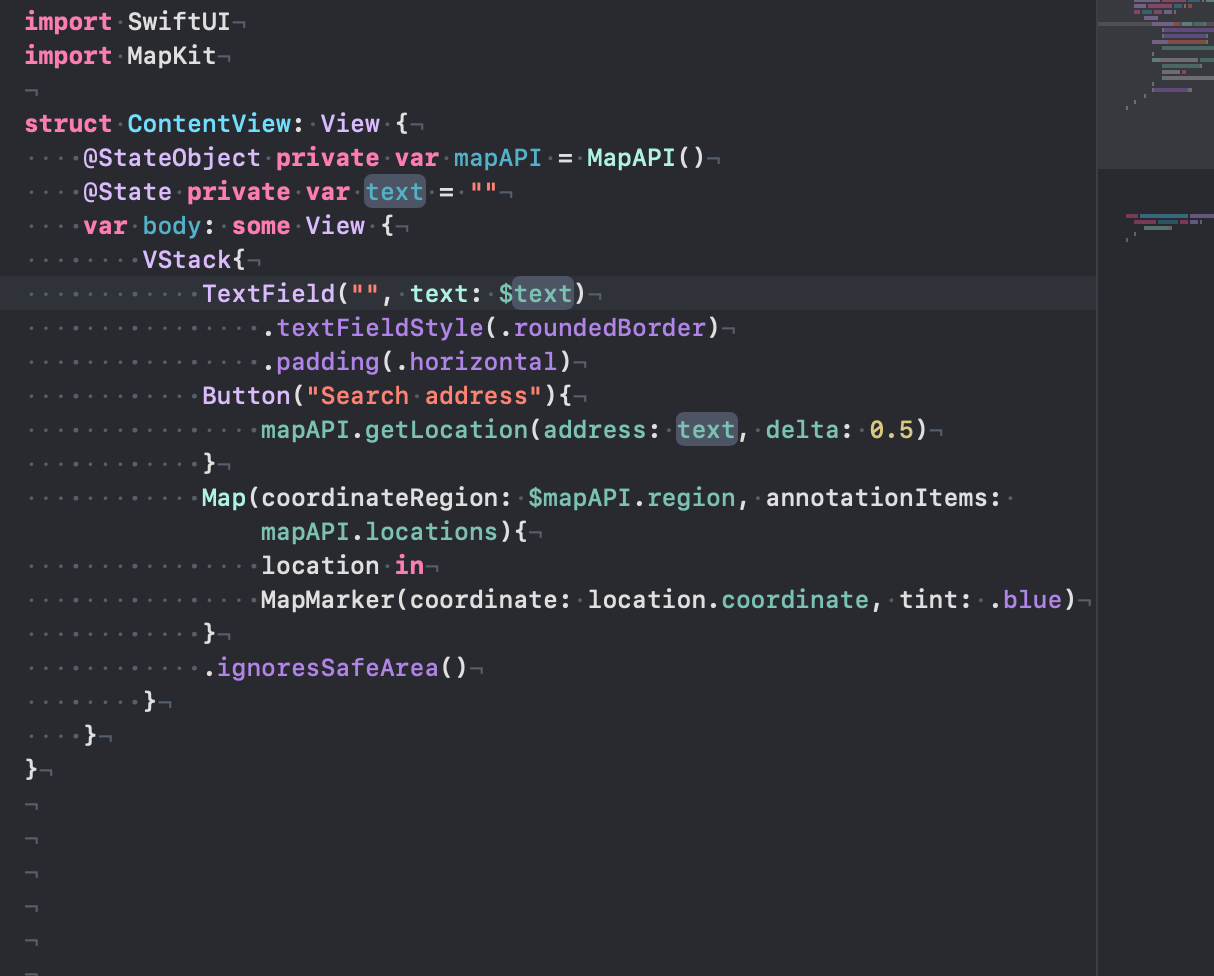 import SwiftUI
import MapKit

struct ContentView: View {
    @StateObject private var mapAPI = MapAPI()
    @State private var text = ""
    var body: some View {
        VStack{
            TextField("", text: $text)
                .textFieldStyle(.roundedBorder)
                .padding(.horizontal)
            Button("Search address"){
                mapAPI.getLocation(address: text, delta: 0.5)
            }
            Map(coordinateRegion: $mapAPI.region, annotationItems:
                mapAPI.locations){
                location in
                MapMarker(coordinate: location.coordinate, tint: .blue)
            }
            .ignoresSafeArea()
        }
    }
}